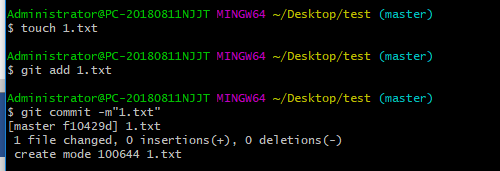 Administrator@PC-20180811NJJT MINGW64 ~/Desktop/test (master)
$ touch 1.txt
Administrator@PC-20180811NJJT MINGW64 ~/Desktop/test (master)
$ git add 1.txt
Administrator@PC-20180811NJJT MINGW64 ~/Desktop/test (master)
$ git commit -m"1.txt"
[master f10429d] 1.txt
 1 file changed, 0 insertions(+), 0 deletions(-)
 create mode 100644 1.txt